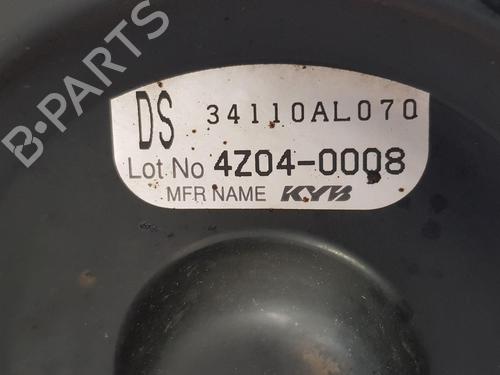 B-PARTS
DS 34110AL070
Lot No 4Z04-0008
MFR NAME KYB